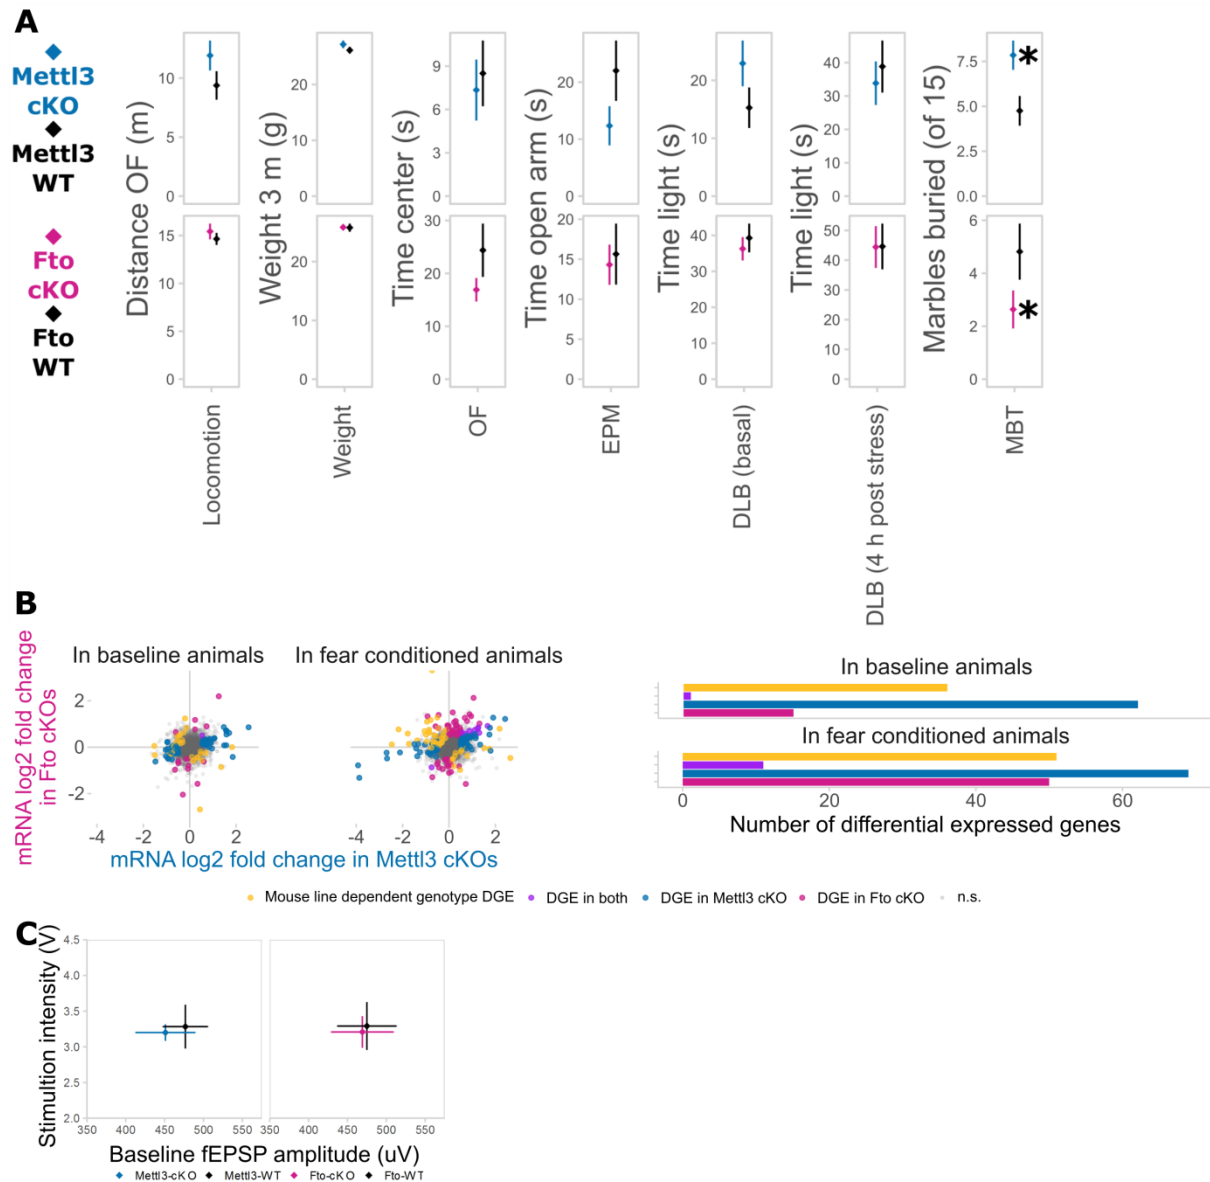 A
Mettl3
cKO
Mettl3
WT
Fto
cKO
Fto
WT
Distance OF (m)
10
5
0
15
10
5
0
Locomotion
Weight 3 m (g)
20
10
0
20
10
0
Weight
Time center (s)
9
6
3
0
30
20
10
0
OF
Time open arm (s)
20
10
0
20
15
10
5
0
EPM
Time light (s)
20
10
0
40
30
40
10
0
DLB (basal)
Time light (s)
40
30
20
10
0
50
40
30
40
10
0
DLB (4 h post stress)
Marbles buried (of 15)
7.5
5.0
2.5
0.0
6
4
2
0
*
*
MBT
B
mRNA log2 fold change
in Fto cKOs
In baseline animals
In fear conditioned animals
2
0
-2
-4 -2 0 2
-4 -2 0 2
mRNA log2 fold change in Mettl3 cKOs
In baseline animals
In fear conditioned animals
0 20 40 60
Number of differential expressed genes
Mouse line dependent genotype DGE DGE in both DGE in Mettl3 cKO DGE in Fto cKO n.s.
C
Stimultion intensity (V)
4.5
4.0
3.5
3.0
2.5
2.0
350 400 450 500 550 350 400 450 500 550
Baseline fEPSP amplitude (uV)
Mettl3-cKO Mettl3-WT Fto-cKO Fto-WT